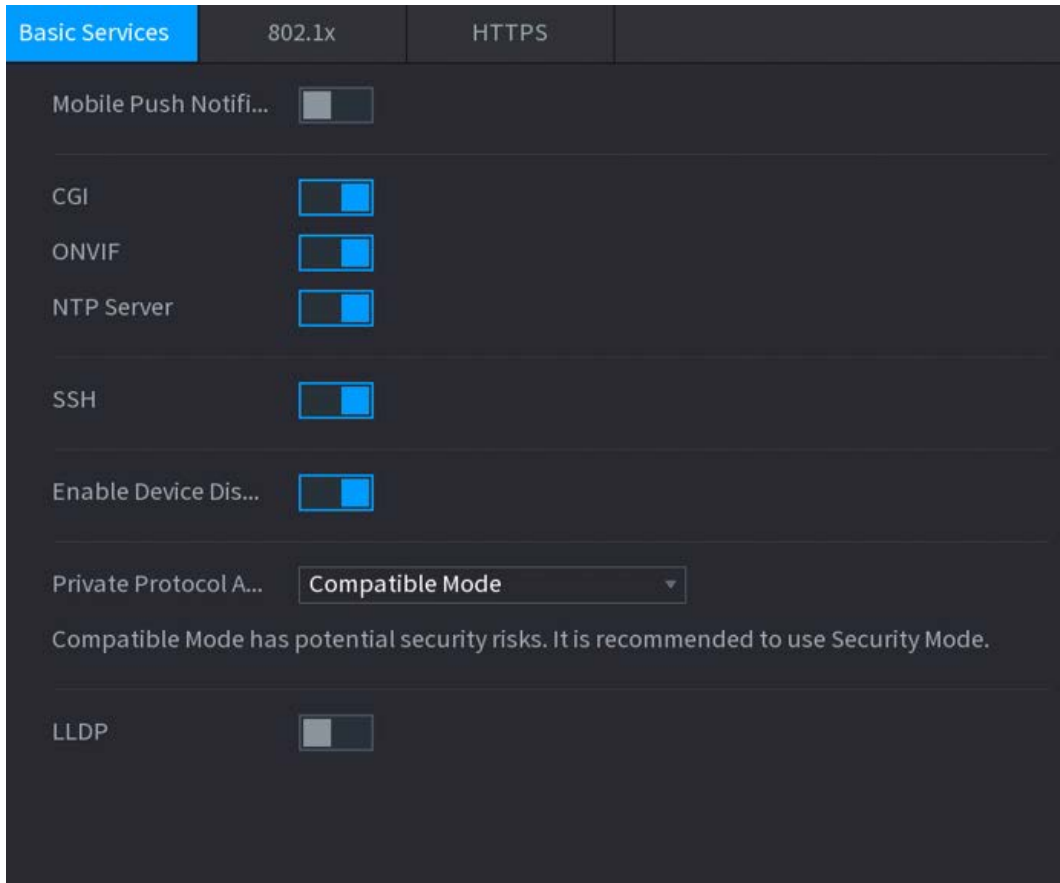 Basic Services 802.1x HTTPS
Mobile Push Notifi...
CGI
ONVIF
NTP Server
SSH
Enable Device Dis...
Private Protocol A... Compatible Mode
Compatible Mode has potential security risks. It is recommended to use Security Mode.
LLDP